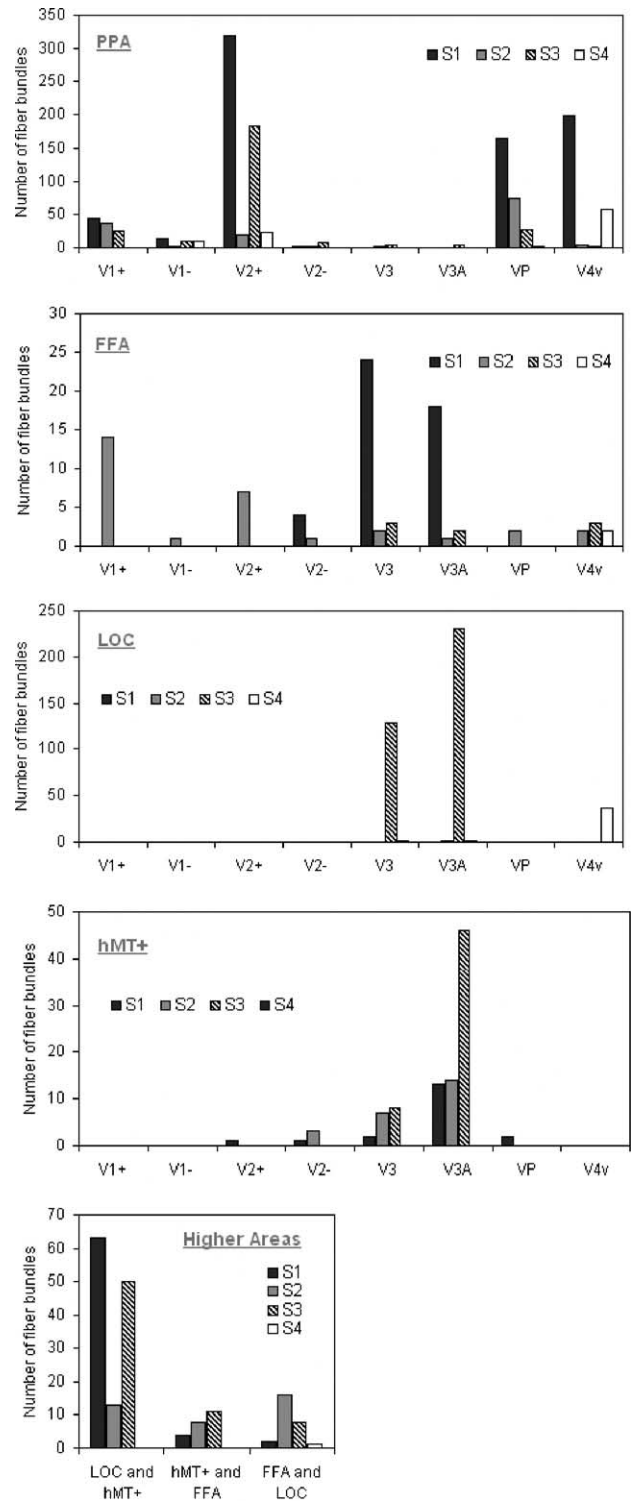 PPA
S1 S2 S3 S4
Number of fiber bundles
350
300
250
200
150
100
50
0
V1+ V1- V2+ V2- V3 V3A VP V4v
FFA
S1 S2 S3 S4
Number of fiber bundles
30
25
20
15
10
5
0
V1+ V1- V2+ V2- V3 V3A VP V4v
LOC
S1 S2 S3 S4
Number of fiber bundles
250
200
150
100
50
0
V1+ V1- V2+ V2- V3 V3A VP V4v
hMT+
S1 S2 S3 S4
Number of fiber bundles
50
40
30
20
10
0
V1+ V1- V2+ V2- V3 V3A VP V4v
Higher Areas
S1
S2
S3
S4
Number of fiber bundles
70
60
50
40
30
20
10
0
LOC and hMT+ and FFA and
hMT+ FFA LOC